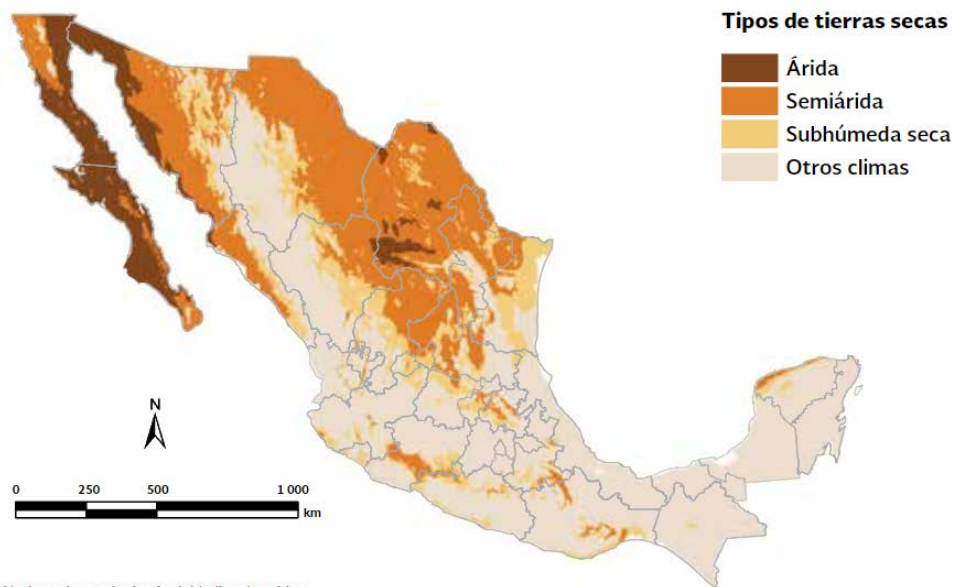 Tipos de tierras secas
Árida
Semiárida
Subhúmeda seca
Otros climas
N
0 250 500 1 000
km